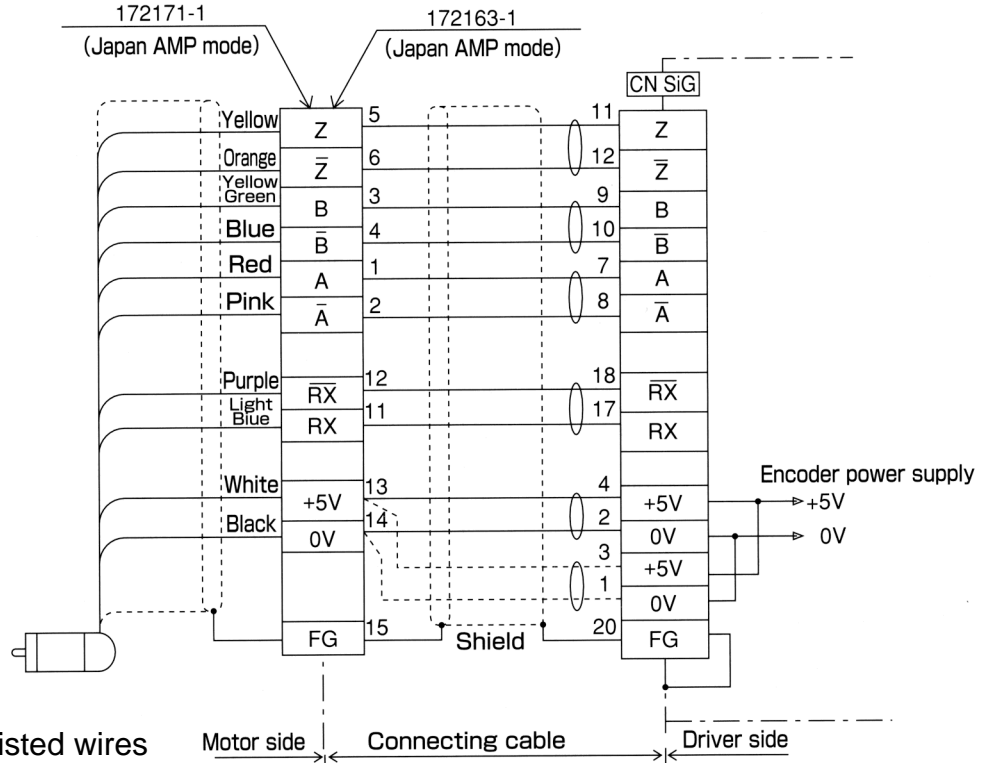 172171-1
(Japan AMP mode)
172163-1
(Japan AMP mode)
CN SiG
Yellow Z 5 11 Z
Orange Z̅ 6 12 Z̅
Yellow Green B 3 9 B
Blue B̅ 4 10 B̅
Red A 1 7 A
Pink A̅ 2 8 A̅
Purple R̅X̅ 12 18 R̅X̅
Light Blue RX 11 17 RX
Encoder power supply
White +5V 13 4 +5V +5V
Black 0V 14 2 0V 0V
3 +5V
1 0V
FG 15 Shield 20 FG
isted wires
Motor side Connecting cable Driver side